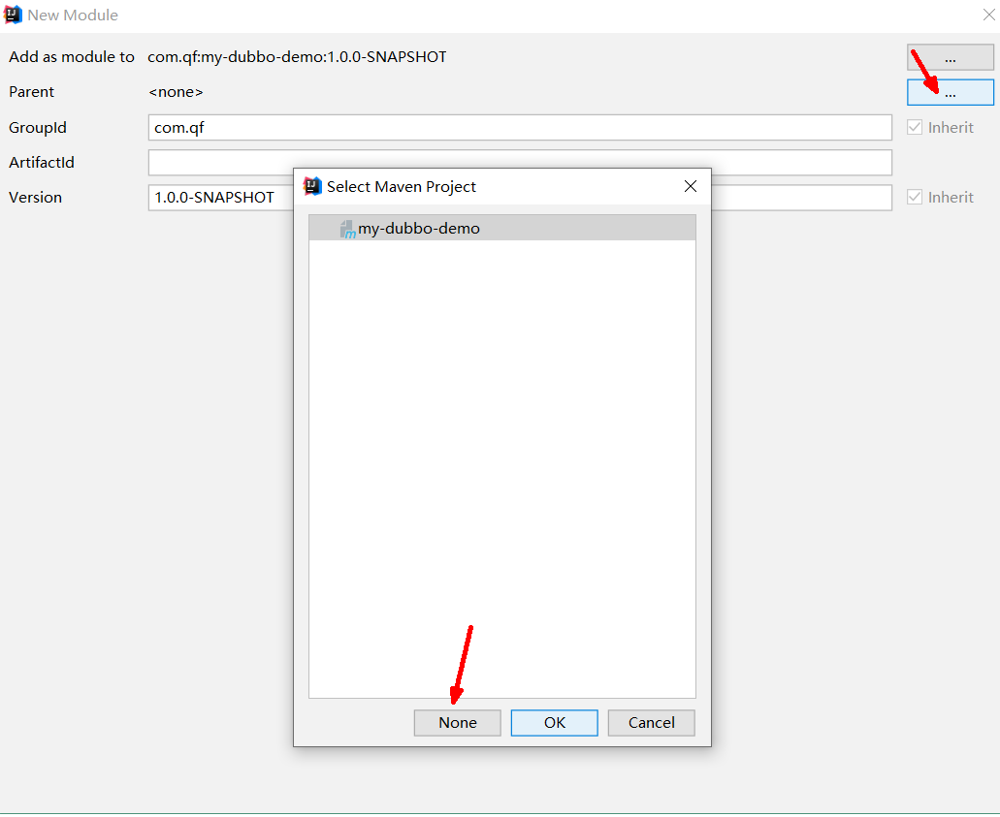 New Module
Add as module to com.qf:my-dubbo-demo:1.0.0-SNAPSHOT ...
Parent <none> ...
GroupId com.qf Inherit
ArtifactId
Version 1.0.0-SNAPSHOT Inherit
Select Maven Project
my-dubbo-demo
None OK Cancel